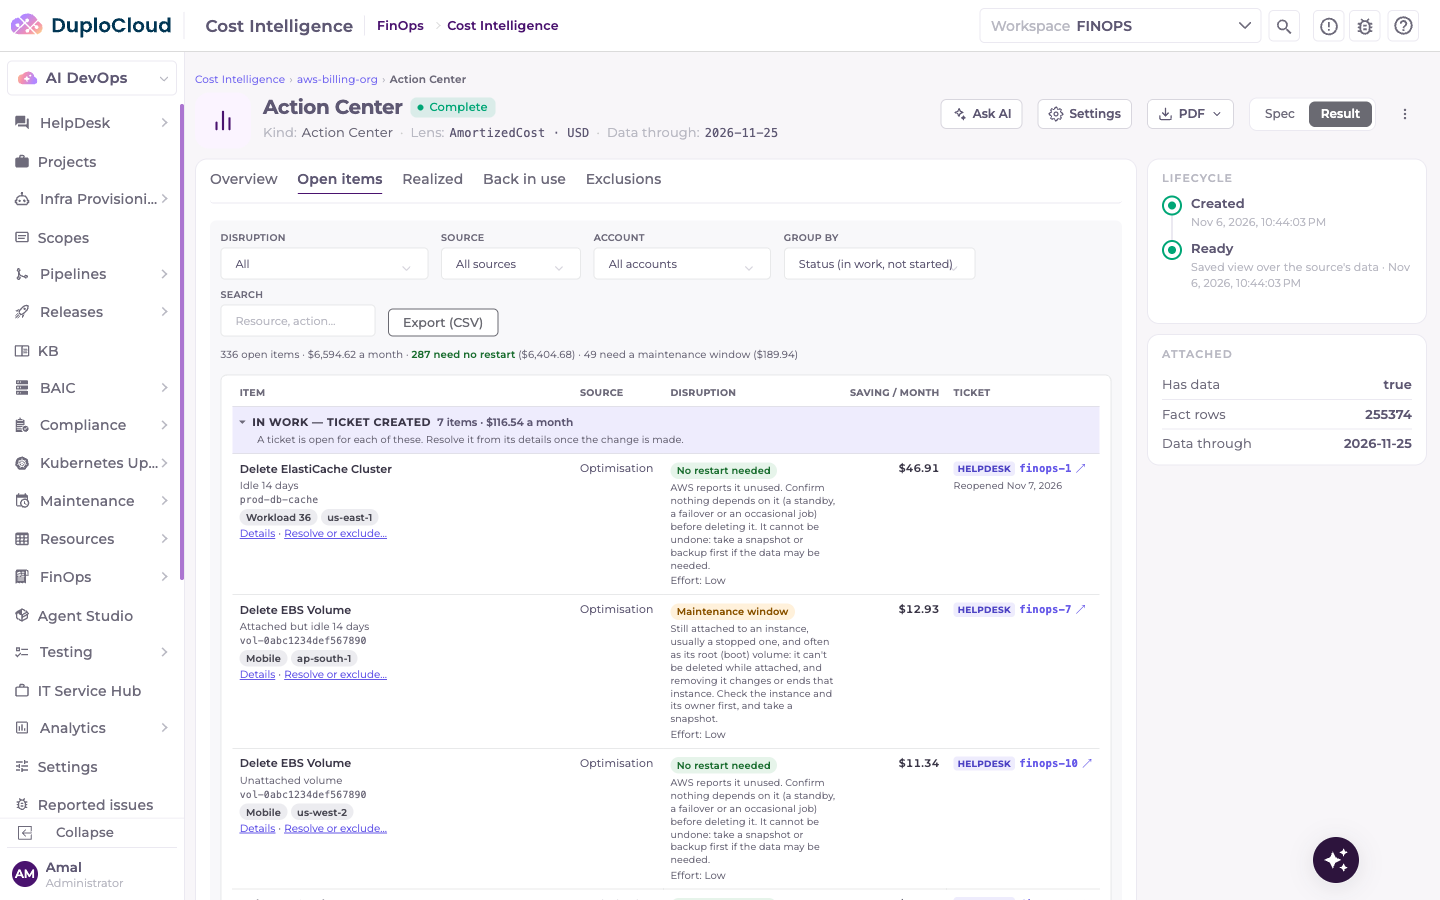 DuploCloud
Cost Intelligence
FinOps > Cost Intelligence
Workspace FINOPS
AI DevOps
HelpDesk
Projects
Infra Provisioni...
Scopes
Pipelines
Releases
KB
BAIC
Compliance
Kubernetes Up...
Maintenance
Resources
FinOps
Agent Studio
Testing
IT Service Hub
Analytics
Settings
Reported issues
Collapse
AM
Amal
Administrator
Cost Intelligence › aws-billing-org › Action Center
Action Center
Complete
Kind: Action Center · Lens: AmortizedCost · USD · Data through: 2026-11-25
Ask AI
Settings
PDF
Spec
Result
Overview
Open items
Realized
Back in use
Exclusions
DISRUPTION
All
SOURCE
All sources
ACCOUNT
All accounts
GROUP BY
Status (in work, not started)
SEARCH
Resource, action...
Export (CSV)
336 open items · $6,594.62 a month · 287 need no restart ($6,404.68) · 49 need a maintenance window ($189.94)
ITEM SOURCE DISRUPTION SAVING / MONTH TICKET
IN WORK — TICKET CREATED 7 items · $116.54 a month
A ticket is open for each of these. Resolve it from its details once the change is made.
Delete ElastiCache Cluster
Idle 14 days
prod-db-cache
Workload 36 us-east-1
Details · Resolve or exclude...
Optimisation
No restart needed
AWS reports it unused. Confirm
nothing depends on it (a standby,
a failover or an occasional job)
before deleting it. It cannot be
undone: take a snapshot or
backup first if the data may be
needed.
Effort: Low
$46.91
HELPDESK finops-1
Reopened Nov 7, 2026
Delete EBS Volume
Attached but idle 14 days
vol-0abc1234def567890
Mobile ap-south-1
Details · Resolve or exclude...
Optimisation
Maintenance window
Still attached to an instance,
usually a stopped one, and often
as its root (boot) volume: it can't
be deleted while attached, and
removing it changes or ends that
instance. Check the instance and
its owner first, and take a
snapshot.
Effort: Low
$12.93
HELPDESK finops-7
Delete EBS Volume
Unattached volume
vol-0abc1234def567890
Mobile us-west-2
Details · Resolve or exclude...
Optimisation
No restart needed
AWS reports it unused. Confirm
nothing depends on it (a standby,
a failover or an occasional job)
before deleting it. It cannot be
undone: take a snapshot or
backup first if the data may be
needed.
Effort: Low
$11.34
HELPDESK finops-10
LIFECYCLE
Created
Nov 6, 2026, 10:44:03 PM
Ready
Saved view over the source's data · Nov
6, 2026, 10:44:03 PM
ATTACHED
Has data true
Fact rows 255374
Data through 2026-11-25